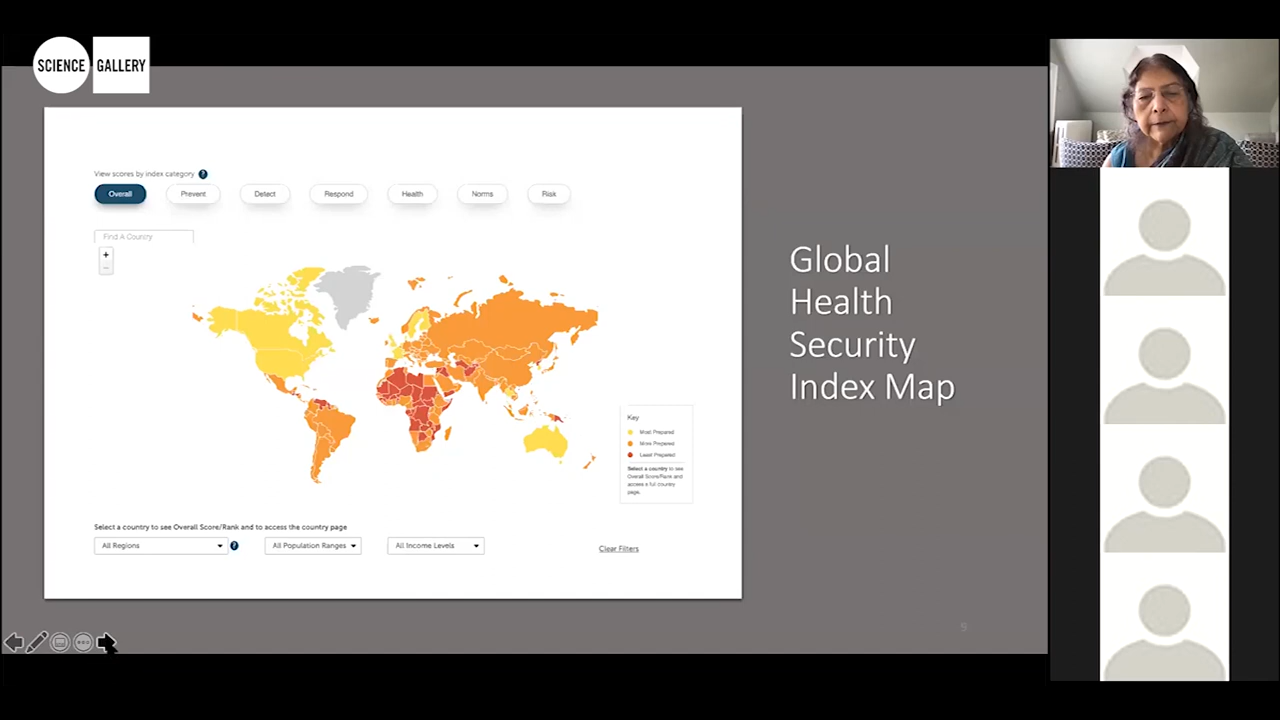 SCIENCE GALLERY
View scores by index category ?
Overall Prevent Detect Respond Health Norms Risk
Find A Country
+
−
Global
Health
Security
Index Map
Key
Most Prepared
More Prepared
Least Prepared
Select a country to see
Overall Score/Rank and
access a full country
page.
Select a country to see Overall Score/Rank and to access the country page
All Regions ? All Population Ranges All Income Levels Clear Filters
5